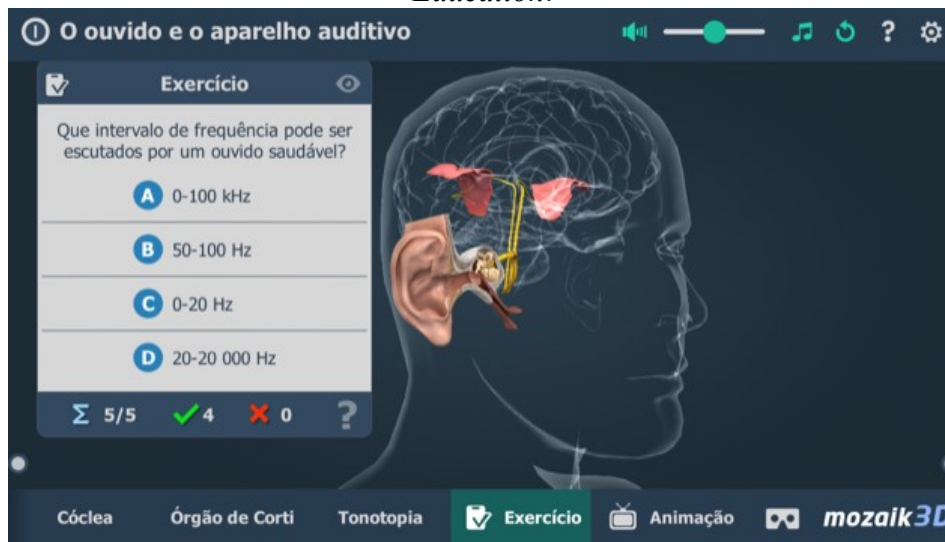 O ouvido e o aparelho auditivo
?
Exercício
Que intervalo de frequência pode ser
escutados por um ouvido saudável?
A 0-100 kHz
B 50-100 Hz
C 0-20 Hz
D 20-20 000 Hz
Σ 5/5 4 0 ?
Cóclea Órgão de Corti Tonotopia Exercício Animação mozaik3D